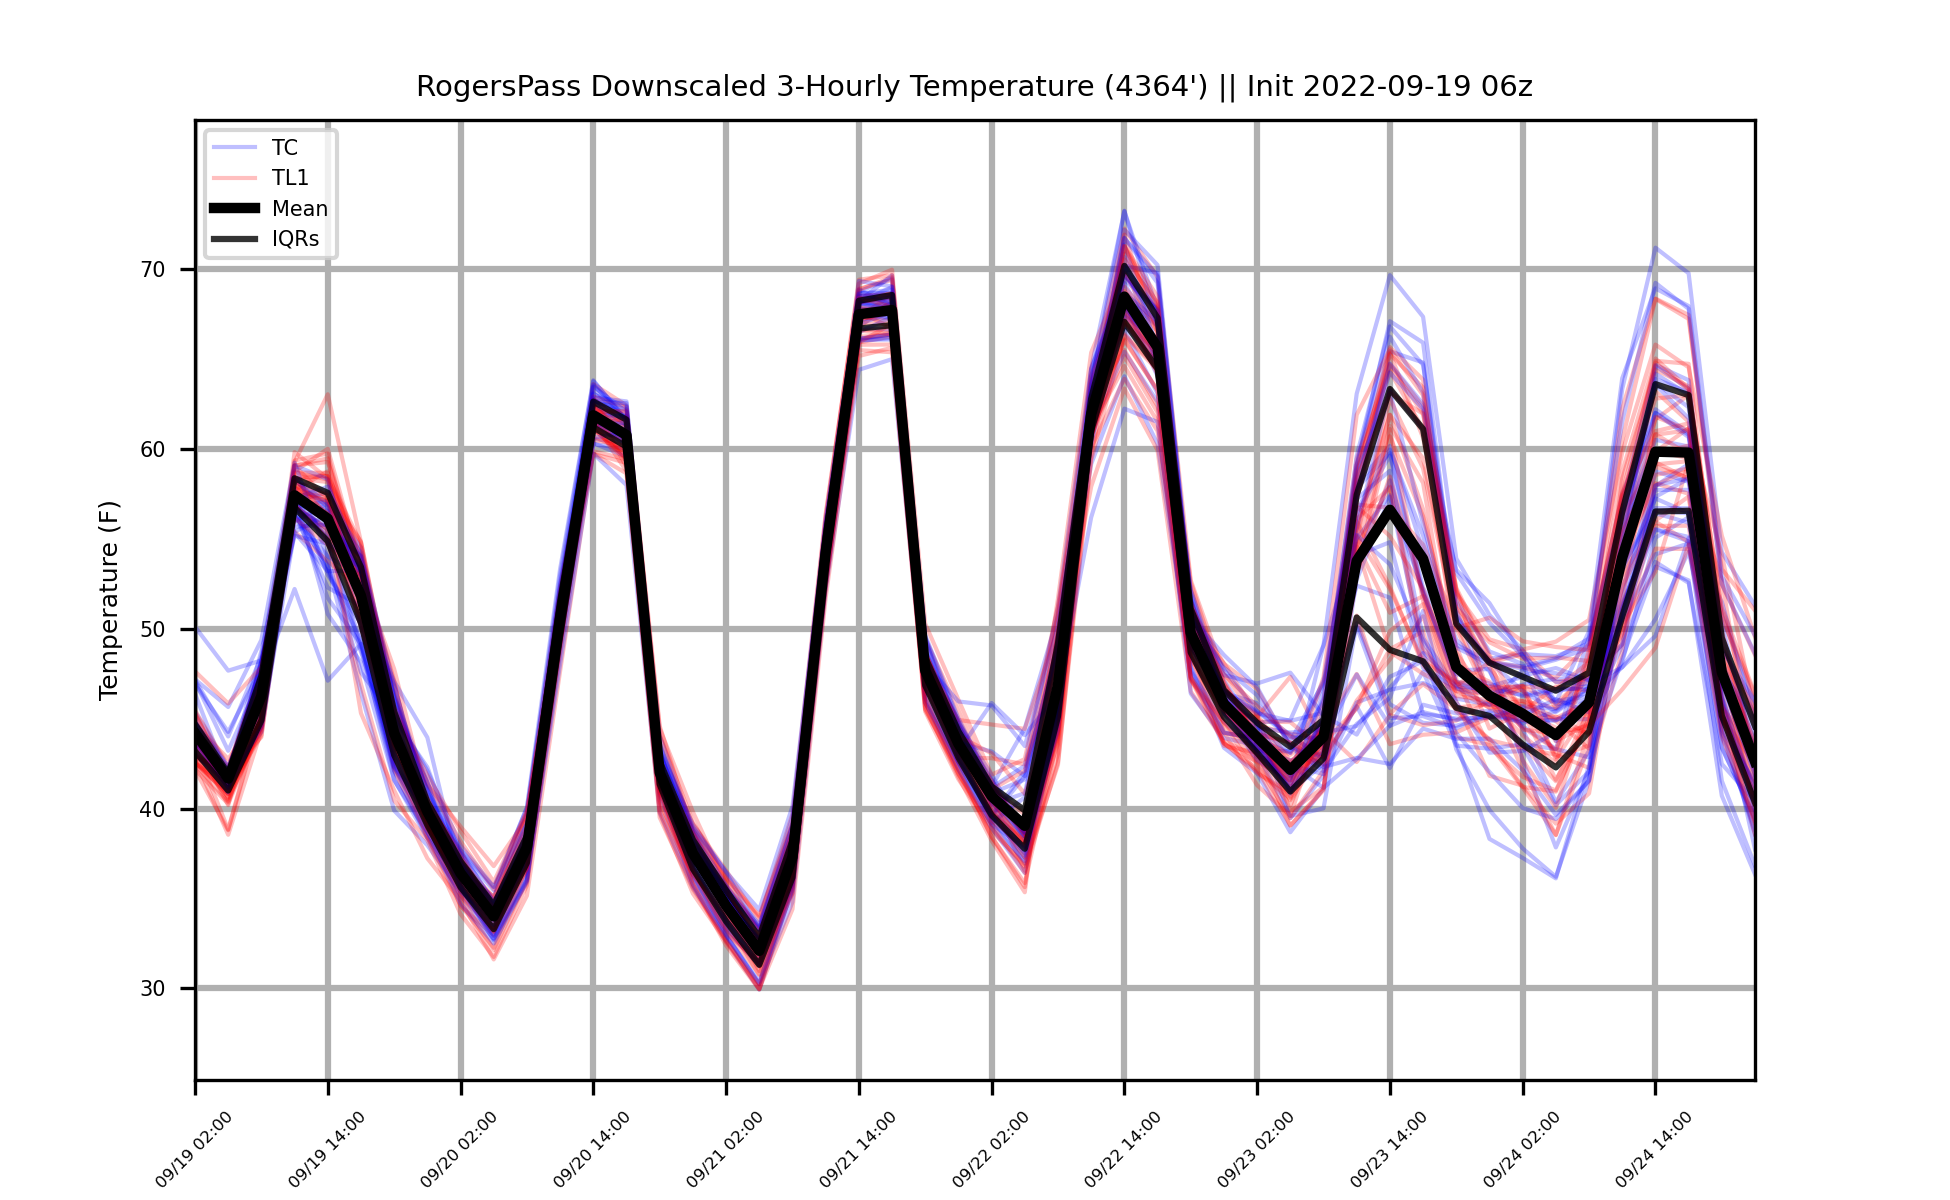 RogersPass Downscaled 3-Hourly Temperature (4364') || Init 2022-09-19 06z
TC
TL1
Mean
IQRs
Temperature (F)
70
60
50
40
30
09/19 02:00
09/19 14:00
09/20 02:00
09/20 14:00
09/21 02:00
09/21 14:00
09/22 02:00
09/22 14:00
09/23 02:00
09/23 14:00
09/24 02:00
09/24 14:00